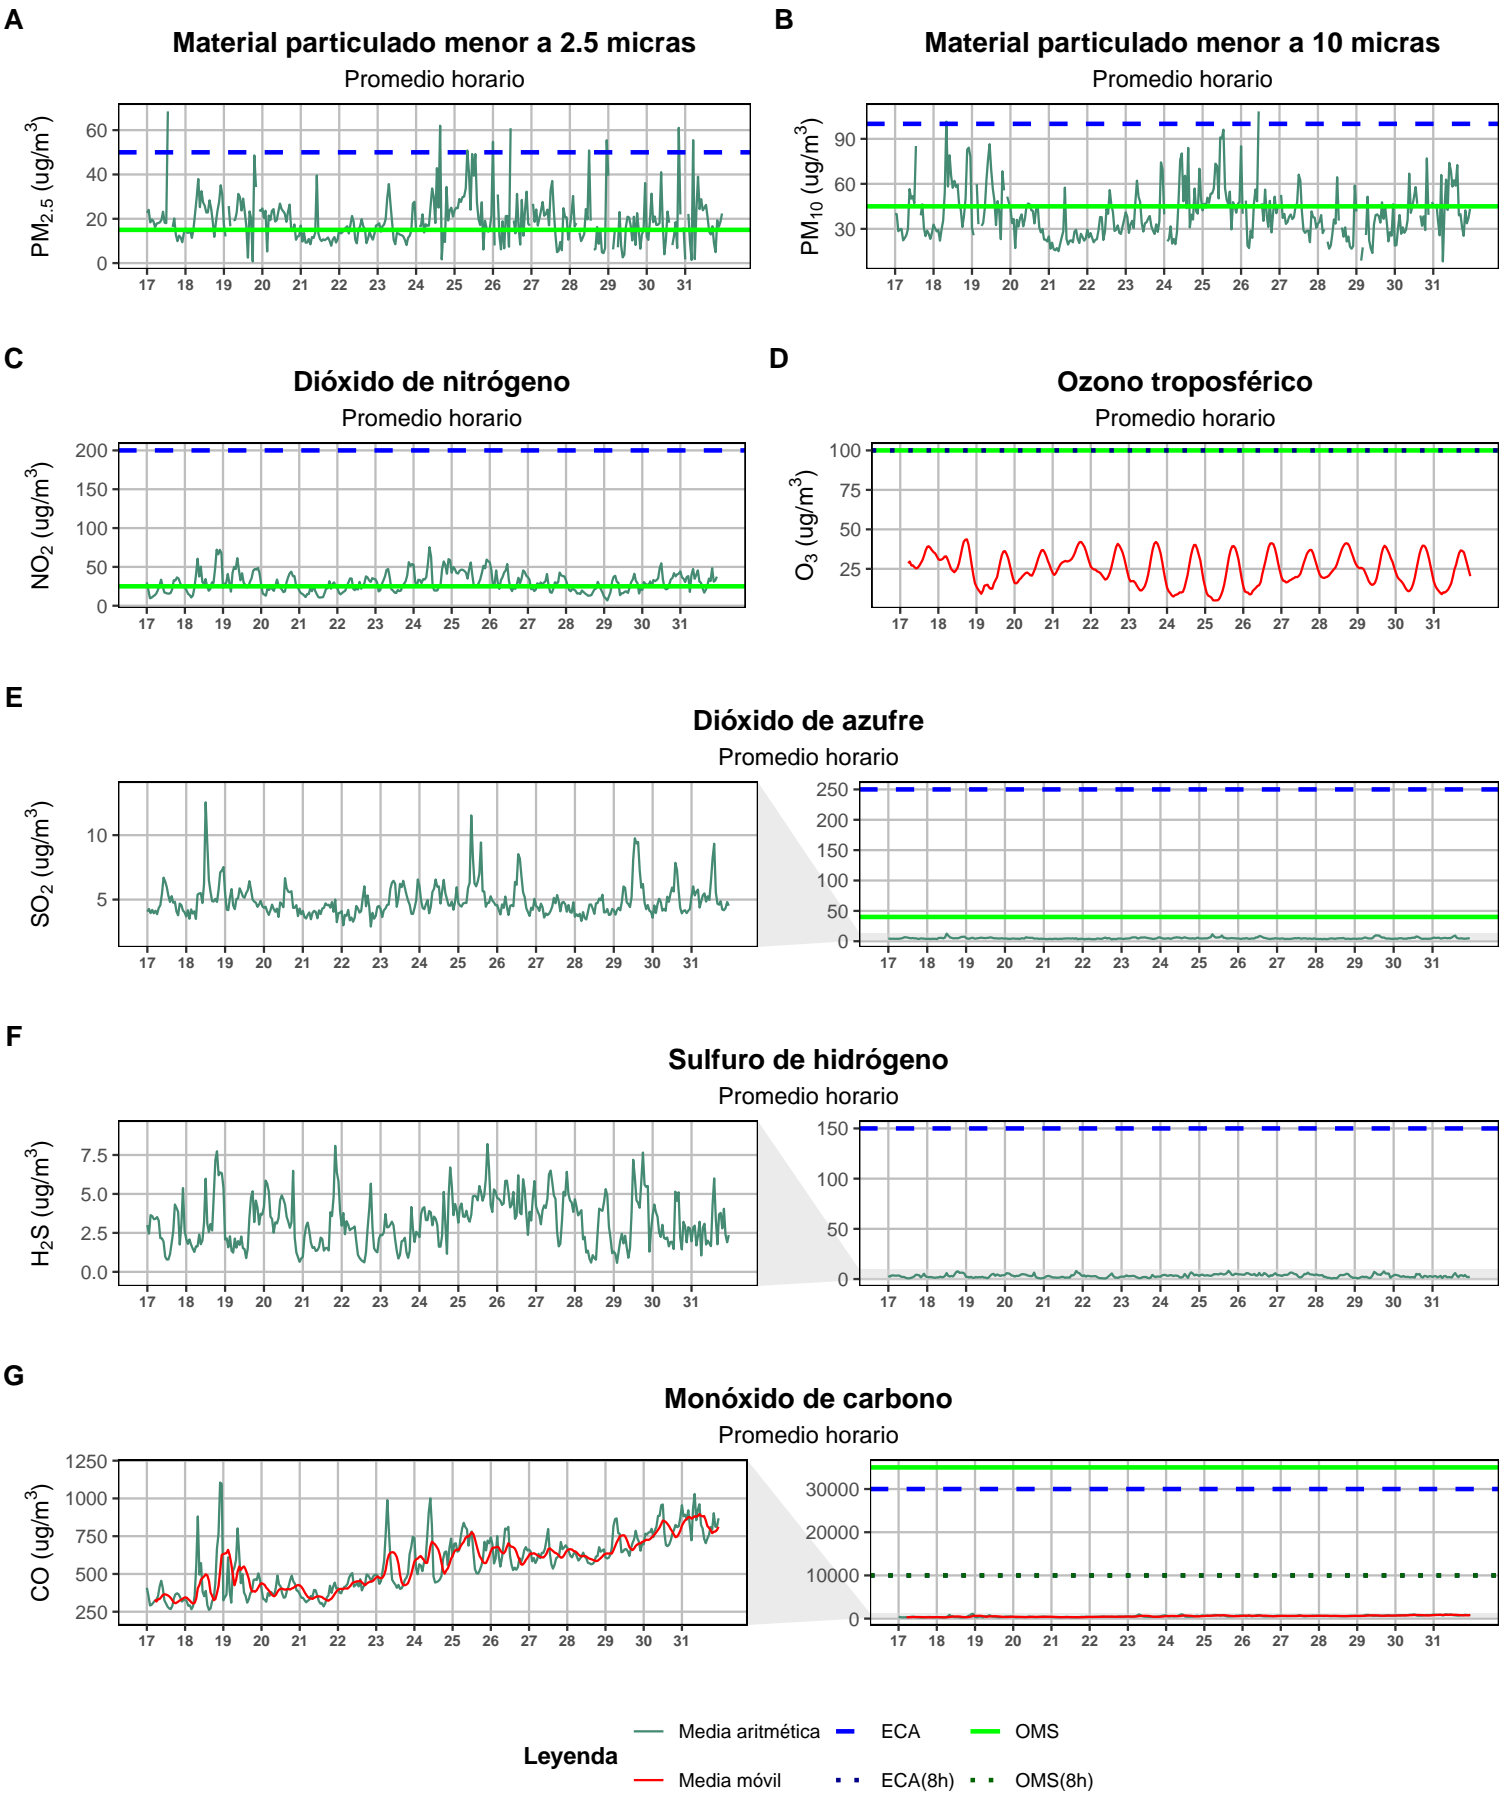 A
Material particulado menor a 2.5 micras
Promedio horario
PM2.5 (ug/m3)
60
40
20
0
17 18 19 20 21 22 23 24 25 26 27 28 29 30 31
B
Material particulado menor a 10 micras
Promedio horario
PM10 (ug/m3)
90
60
30
17 18 19 20 21 22 23 24 25 26 27 28 29 30 31
C
Dióxido de nitrógeno
Promedio horario
NO2 (ug/m3)
200
150
100
50
0
17 18 19 20 21 22 23 24 25 26 27 28 29 30 31
D
Ozono troposférico
Promedio horario
O3 (ug/m3)
100
75
50
25
17 18 19 20 21 22 23 24 25 26 27 28 29 30 31
E
Dióxido de azufre
Promedio horario
SO2 (ug/m3)
10
5
17 18 19 20 21 22 23 24 25 26 27 28 29 30 31
250
200
150
100
50
0
17 18 19 20 21 22 23 24 25 26 27 28 29 30 31
F
Sulfuro de hidrógeno
Promedio horario
H2S (ug/m3)
7.5
5.0
2.5
0.0
17 18 19 20 21 22 23 24 25 26 27 28 29 30 31
150
100
50
0
17 18 19 20 21 22 23 24 25 26 27 28 29 30 31
G
Monóxido de carbono
Promedio horario
CO (ug/m3)
1250
1000
750
500
250
17 18 19 20 21 22 23 24 25 26 27 28 29 30 31
30000
20000
10000
0
17 18 19 20 21 22 23 24 25 26 27 28 29 30 31
Leyenda
Media aritmética ECA OMS
Media móvil ECA(8h) OMS(8h)